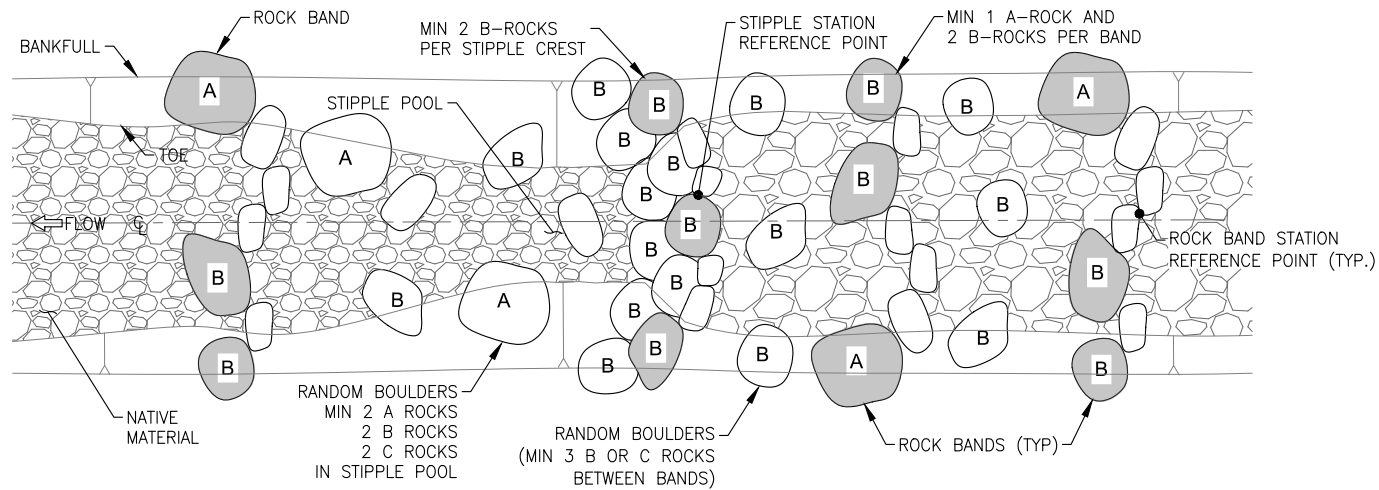 ROCK BAND
BANKFULL
MIN 2 B-ROCKS
PER STIPPLE CREST
STIPPLE STATION
REFERENCE POINT
MIN 1 A-ROCK AND
2 B-ROCKS PER BAND
STIPPLE POOL
TOE
FLOW
℄
A
A
B
B
B
B
B
B
B
B
B
B
B
B
A
B
B
B
B
B
B
B
B
A
B
B
B
B
B
B
A
B
B
ROCK BAND STATION
REFERENCE POINT (TYP.)
NATIVE
MATERIAL
RANDOM BOULDERS
MIN 2 A ROCKS
2 B ROCKS
2 C ROCKS
IN STIPPLE POOL
RANDOM BOULDERS
(MIN 3 B OR C ROCKS
BETWEEN BANDS)
ROCK BANDS (TYP)